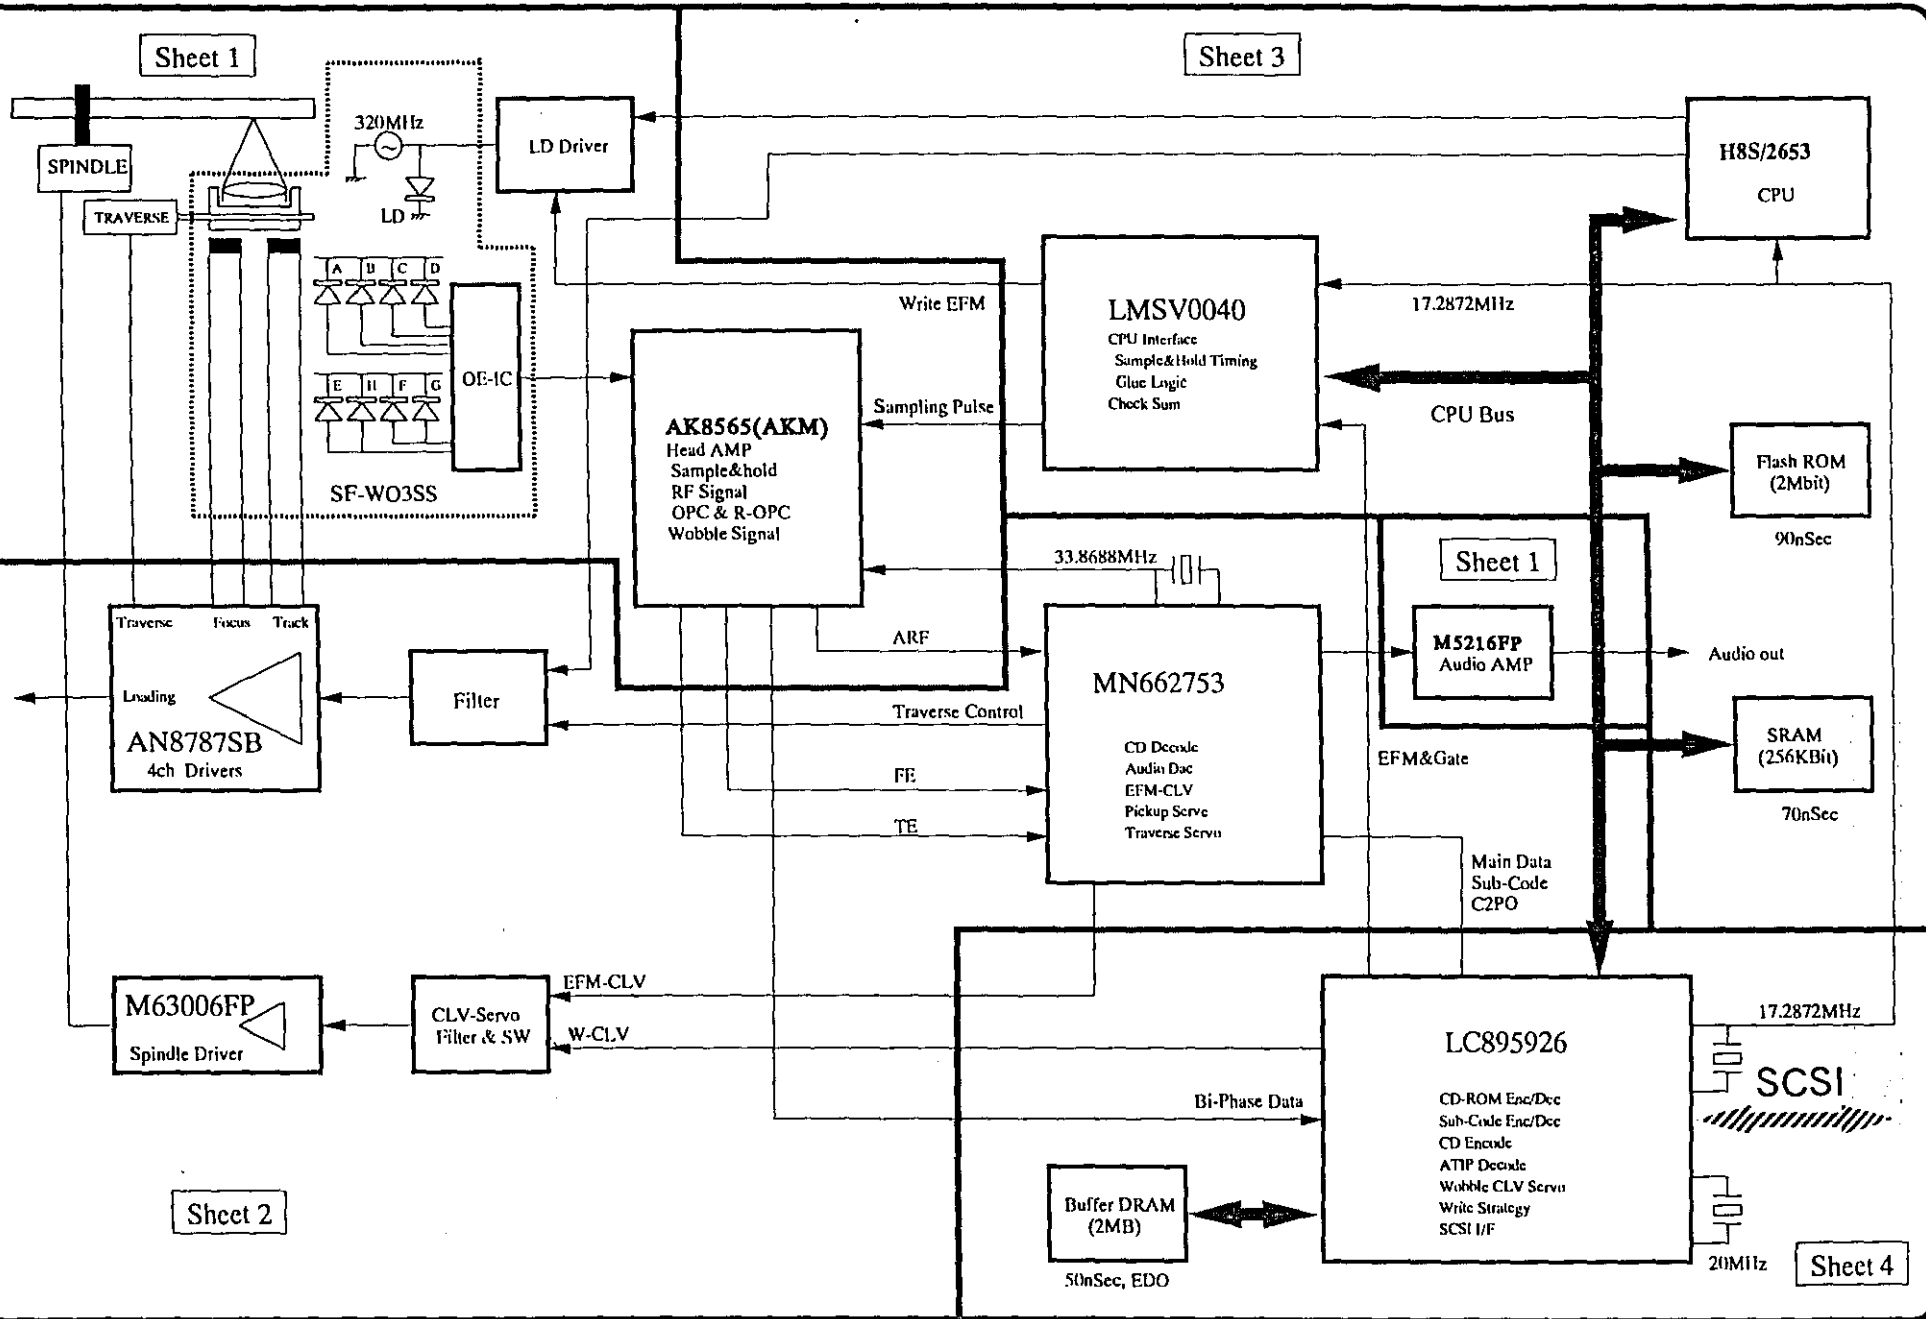 Sheet 1
Sheet 3
320MHz
LD Driver
SPINDLE
H8S/2653
CPU
TRAVERSE
LD
A B C D
Write EFM
LMSV0040
CPU Interface
Sample&Hold Timing
Glue Logic
Check Sum
17.2872MHz
OE-IC
E H F G
CPU Bus
Sampling Pulse
AK8565(AKM)
Head AMP
Sample&hold
RF Signal
OPC & R-OPC
Wobble Signal
SF-WO3SS
Flash ROM
(2Mbit)
90nSec
33.8688MHz
Sheet 1
Traverse Focus Track
Loading
AN8787SB
4ch Drivers
Filter
ARF
MN662753
CD Decode
Audio Dac
EFM-CLV
Pickup Serve
Traverse Servo
M5216FP
Audio AMP
Audio out
Traverse Control
FE
TE
EFM&Gate
SRAM
(256KBit)
70nSec
Main Data
Sub-Code
C2PO
M63006FP
Spindle Driver
CLV-Servo
Filter & SW
EFM-CLV
W-CLV
Bi-Phase Data
LC895926
CD-ROM Enc/Dec
Sub-Code Enc/Dec
CD Encode
ATIP Decode
Wobble CLV Servo
Write Strategy
SCSI I/F
17.2872MHz
SCSI
Sheet 2
Buffer DRAM
(2MB)
50nSec, EDO
20MHz
Sheet 4